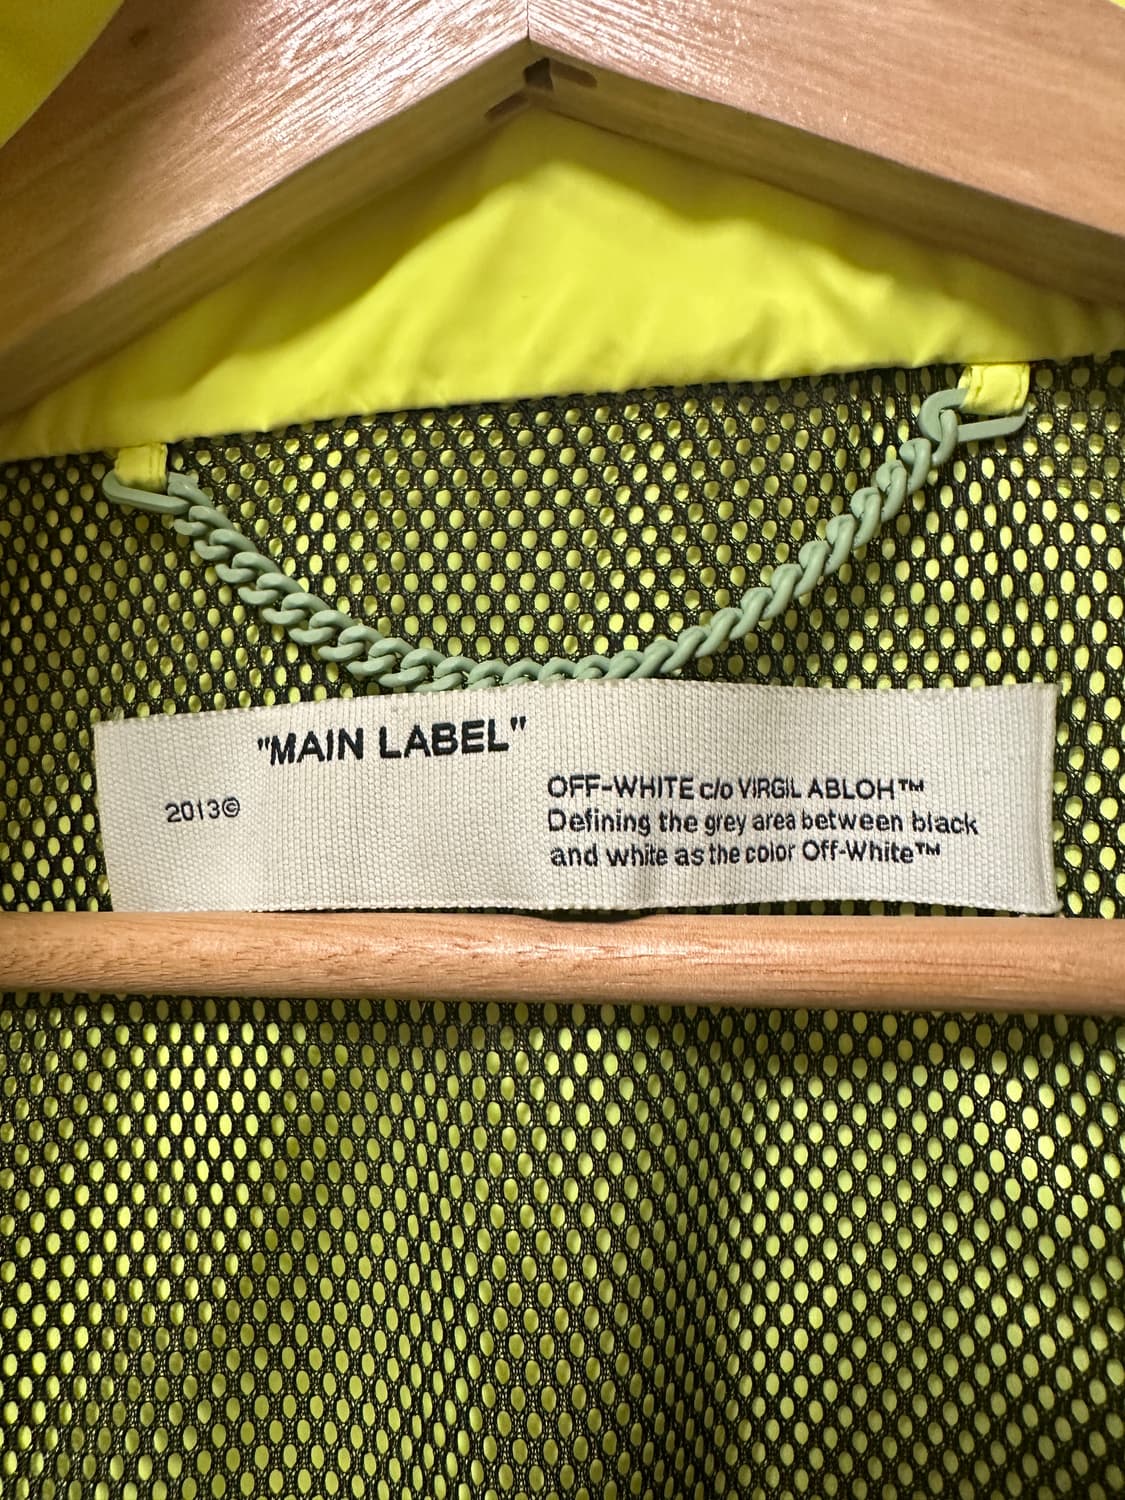 "MAIN LABEL"
2013©
OFF-WHITE c/o VIRGIL ABLOH™
Defining the grey area between black
and white as the color Off-White™